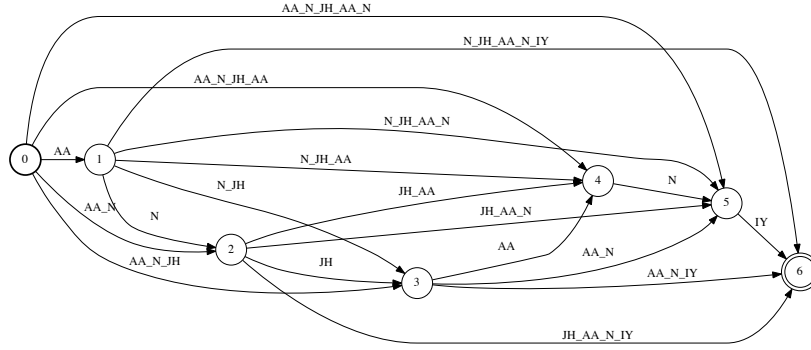 AA_N_JH_AA_N
N_JH_AA_N_IY
AA_N_JH_AA
N_JH_AA_N
0
AA
1
N_JH_AA
4
N
N_JH
JH_AA
5
AA_N
N
JH_AA_N
IY
2
AA
AA_N_JH
JH
AA_N
AA_N_IY
6
3
JH_AA_N_IY